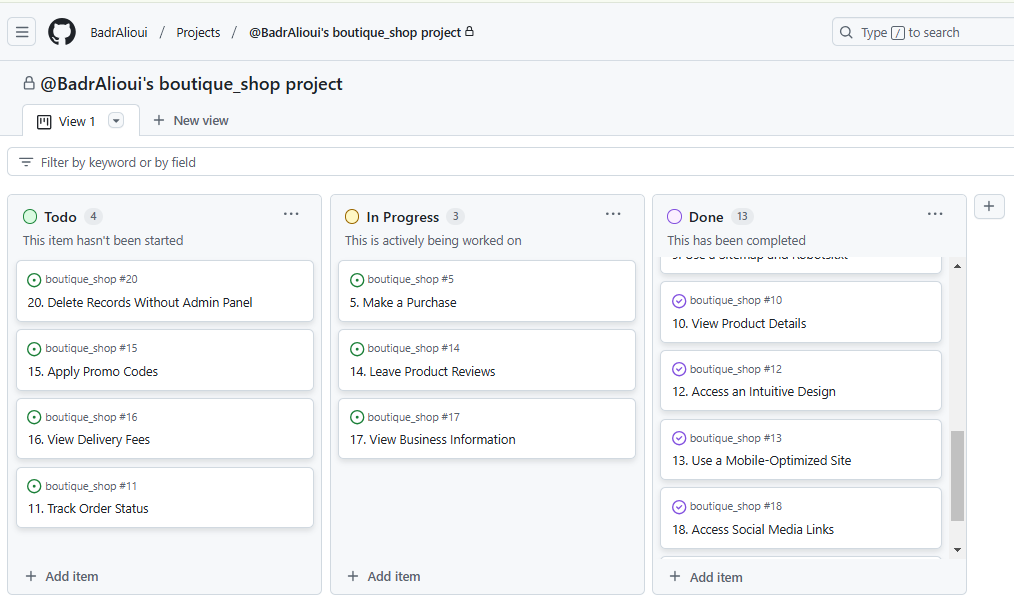 BadrAlioui / Projects / @BadrAlioui's boutique_shop project
Type / to search
@BadrAlioui's boutique_shop project
View 1
New view
Filter by keyword or by field
Todo 4
This item hasn't been started
boutique_shop #20
20. Delete Records Without Admin Panel
boutique_shop #15
15. Apply Promo Codes
boutique_shop #16
16. View Delivery Fees
boutique_shop #11
11. Track Order Status
+ Add item
In Progress 3
This is actively being worked on
boutique_shop #5
5. Make a Purchase
boutique_shop #14
14. Leave Product Reviews
boutique_shop #17
17. View Business Information
+ Add item
Done 13
This has been completed
9. Use a Sitemap and Robots.txt
boutique_shop #10
10. View Product Details
boutique_shop #12
12. Access an Intuitive Design
boutique_shop #13
13. Use a Mobile-Optimized Site
boutique_shop #18
18. Access Social Media Links
+ Add item